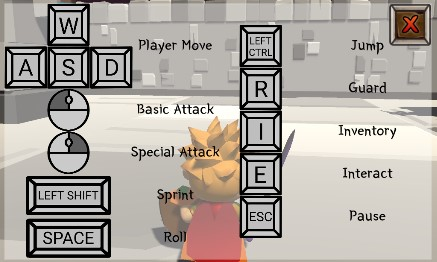 W
Player Move
A S D
Basic Attack
Special Attack
LEFT SHIFT
Sprint
SPACE
Roll
LEFT
CTRL
Jump
R
Guard
I
Inventory
E
Interact
ESC
Pause
X